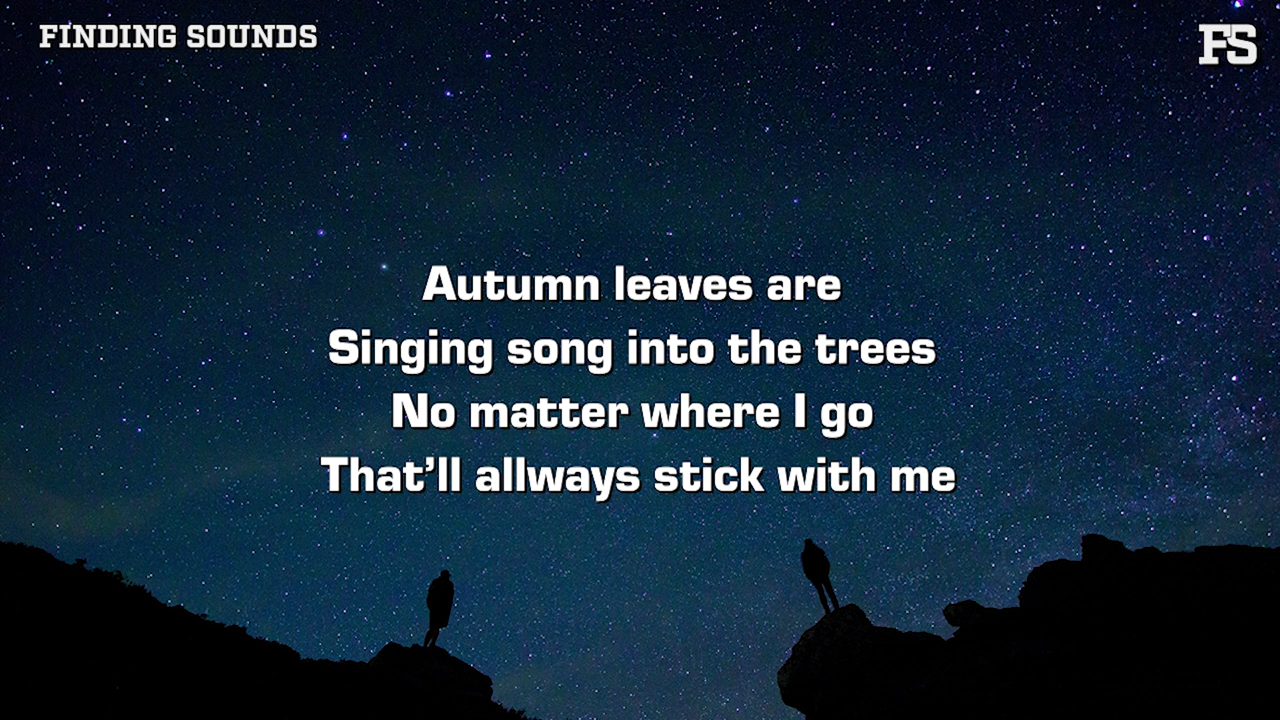 FINDING SOUNDS
FS
Autumn leaves are
Singing song into the trees
No matter where I go
That’ll allways stick with me